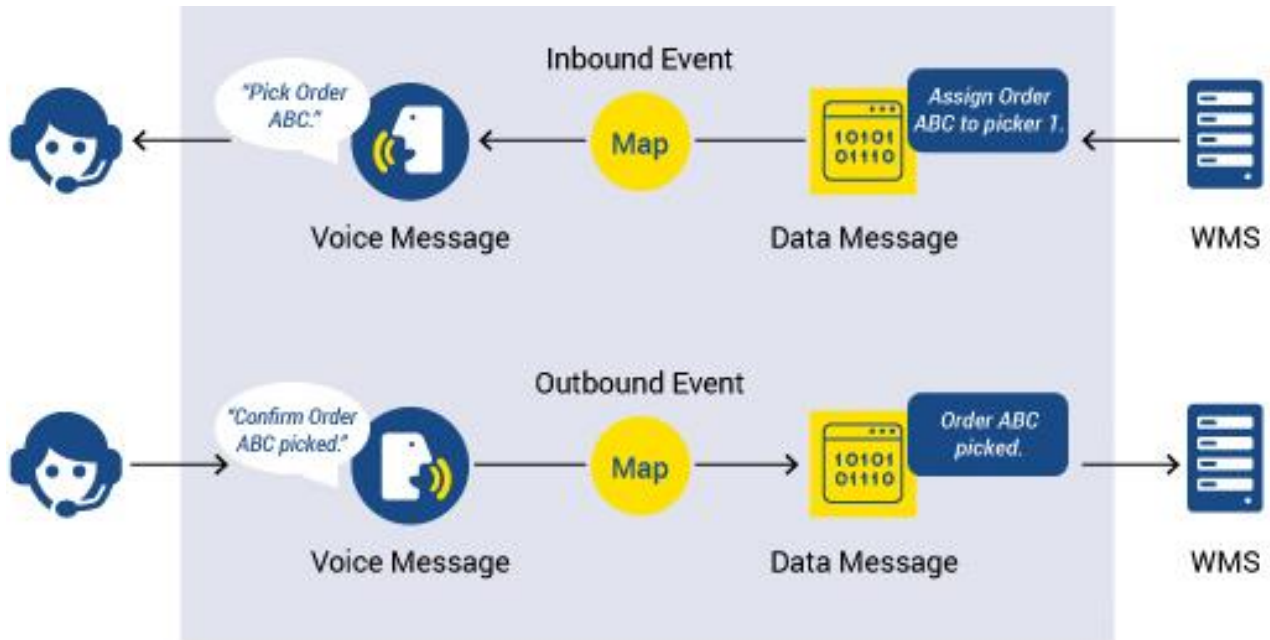 Inbound Event
"Pick Order
ABC."
Map
10101
01110
Assign Order
ABC to picker 1.
Voice Message
Data Message
WMS
Outbound Event
"Confirm Order
ABC picked."
Map
10101
01110
Order ABC
picked.
Voice Message
Data Message
WMS